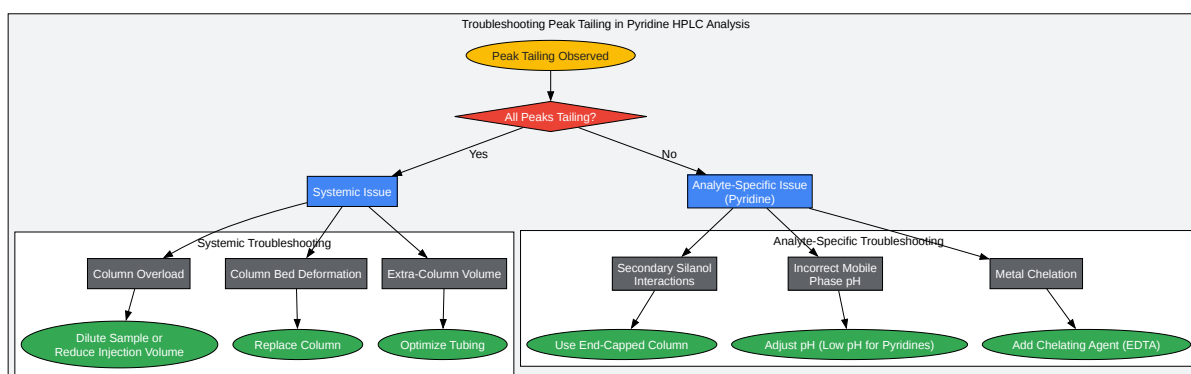 Troubleshooting Peak Tailing in Pyridine HPLC Analysis
Peak Tailing Observed
All Peaks Tailing?
Yes
No
Systemic Issue
Analyte-Specific Issue
(Pyridine)
Systemic Troubleshooting
Analyte-Specific Troubleshooting
Column Overload
Column Bed Deformation
Extra-Column Volume
Secondary Silanol
Interactions
Incorrect Mobile
Phase pH
Metal Chelation
Dilute Sample or
Reduce Injection Volume
Replace Column
Optimize Tubing
Use End-Capped Column
Adjust pH (Low pH for Pyridines)
Add Chelating Agent (EDTA)